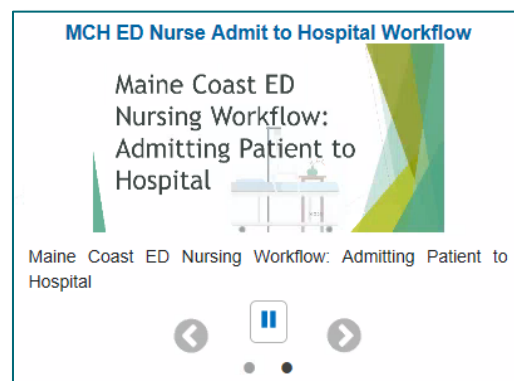 MCH ED Nurse Admit to Hospital Workflow
Maine Coast ED
Nursing Workflow:
Admitting Patient to
Hospital
Maine Coast ED Nursing Workflow: Admitting Patient to
Hospital